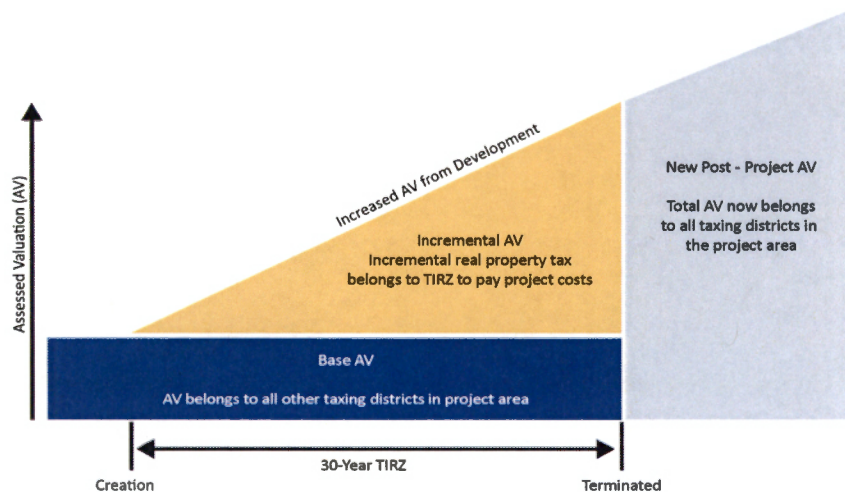 Assessed Valuation (AV)
Increased AV from Development
Incremental AV
Incremental real property tax
belongs to TIRZ to pay project costs
New Post - Project AV
Total AV now belongs
to all taxing districts in
the project area
Base AV
AV belongs to all other taxing districts in project area
30-Year TIRZ
Creation
Terminated